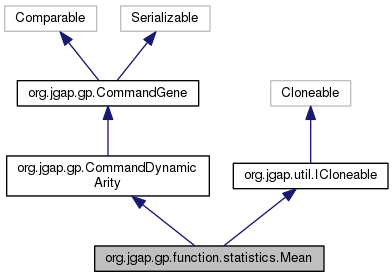 Comparable
Serializable
org.jgap.gp.CommandGene
Cloneable
org.jgap.gp.CommandDynamic
Arity
org.jgap.util.ICloneable
org.jgap.gp.function.statistics.Mean